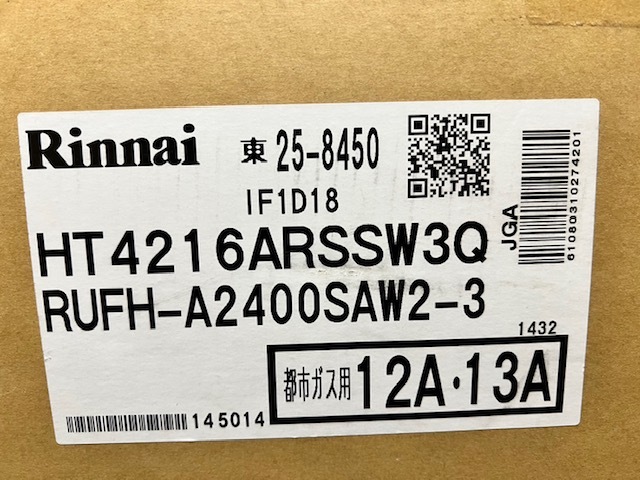 Rinnai 東 25-8450
IF1D18
HT4216ARSSW3Q
RUFH-A2400SAW2-3
JGA
6108Q310274201
1432
都市ガス用 12A・13A
145014